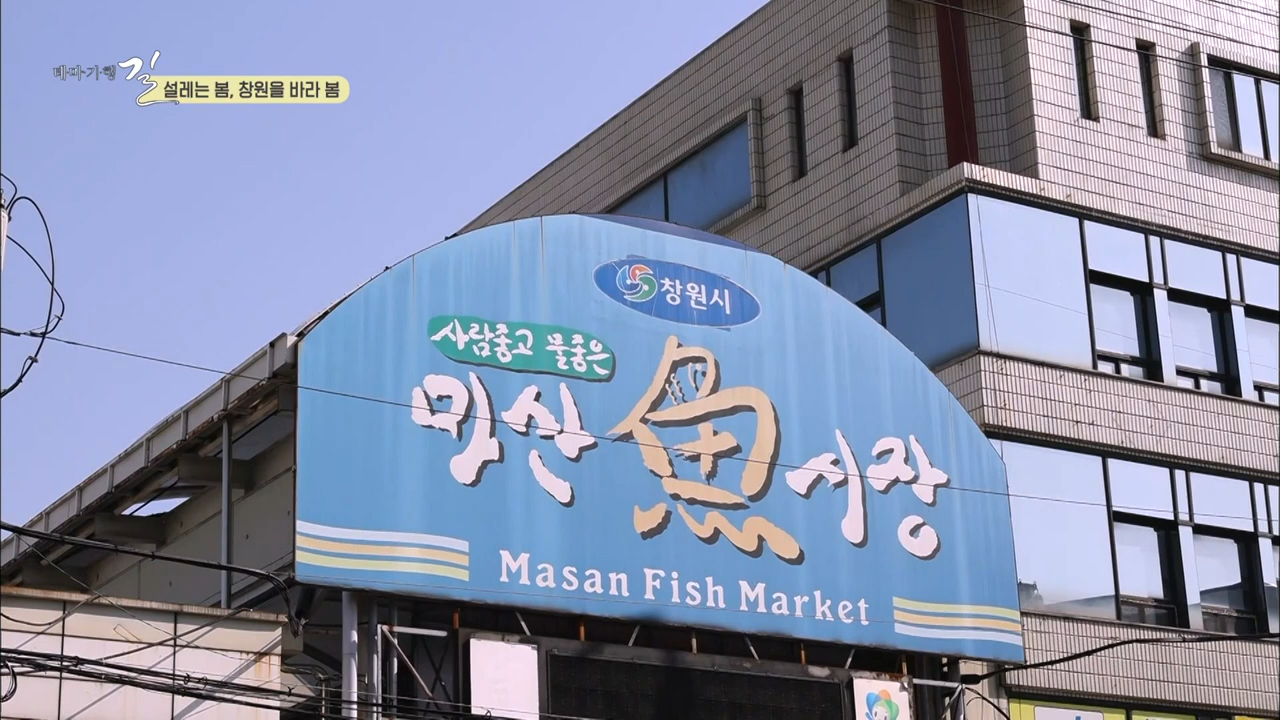 테마기행 길
설레는 봄, 창원을 바라 봄
창원시
사람좋고 물좋은
마산魚시장
Masan Fish Market